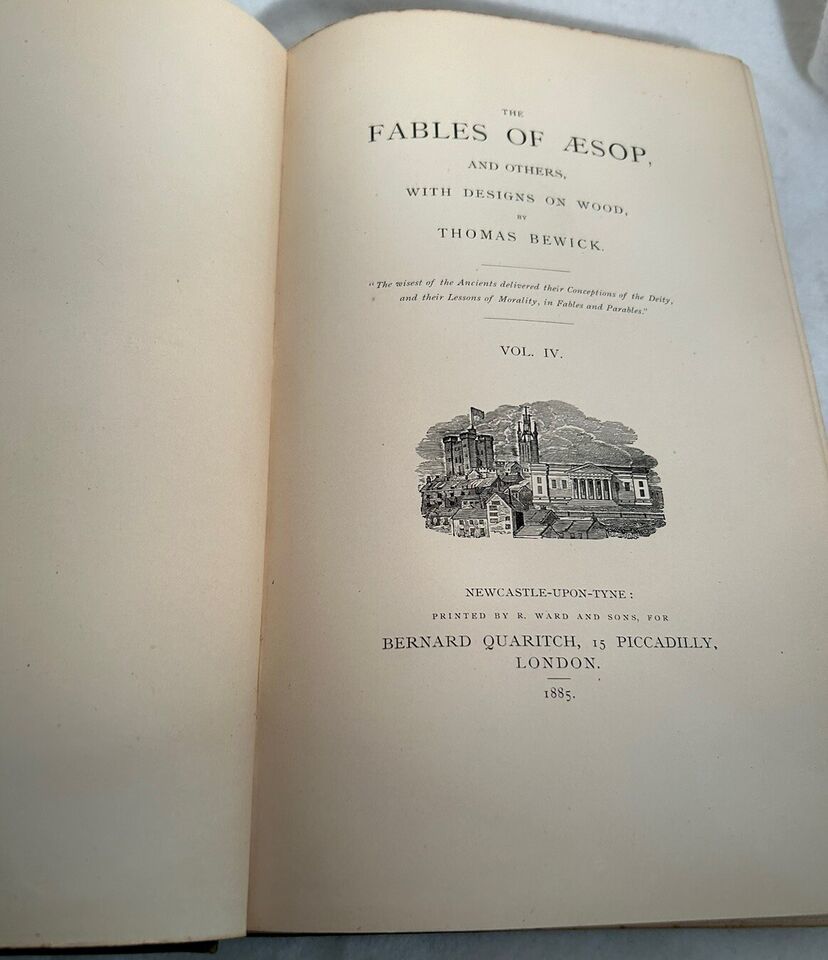 THE
FABLES OF ÆSOP,
AND OTHERS,
WITH DESIGNS ON WOOD,
BY
THOMAS BEWICK.
"The wisest of the Ancients delivered their Conceptions of the Deity,
and their Lessons of Morality, in Fables and Parables."
VOL. IV.
NEWCASTLE-UPON-TYNE:
PRINTED BY R. WARD AND SONS, FOR
BERNARD QUARITCH, 15 PICCADILLY,
LONDON.
1885.